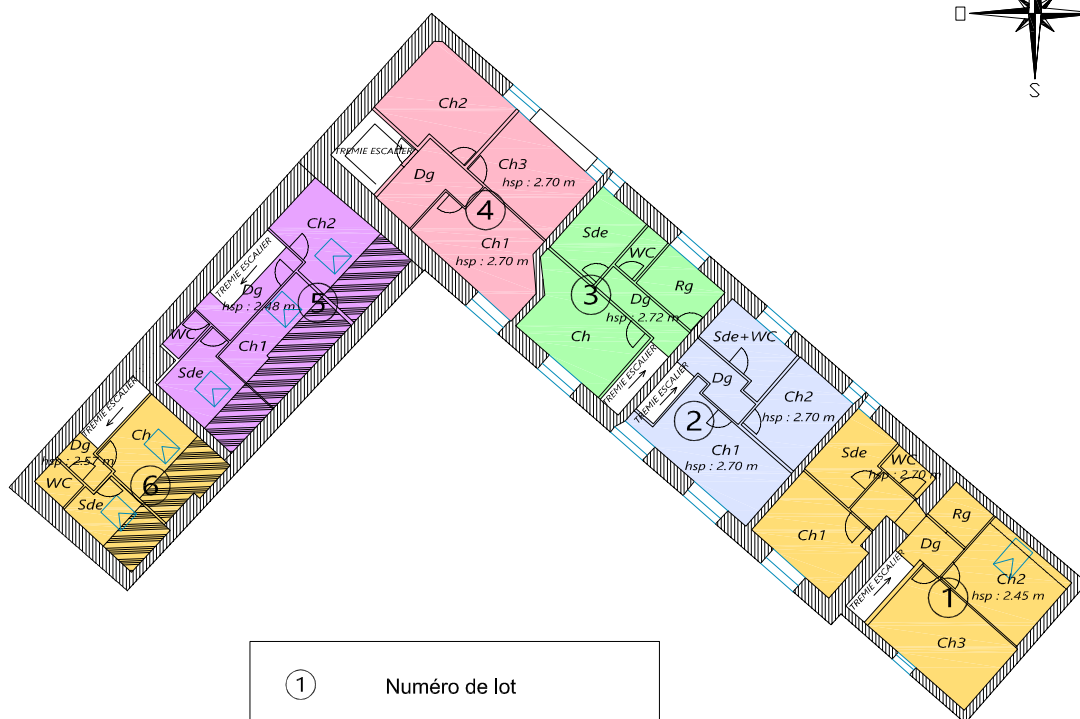 S
Ch2
TREMIE ESCALIER
Dg
Ch3
hsp : 2.70 m
4
Ch1
hsp : 2.70 m
Ch2
TREMIE ESCALIER
Dg
hsp : 2.48 m
5
WC
Ch1
Sde
Sde
WC
3
Dg
Rg
hsp : 2.72 m
Ch
TREMIE ESCALIER
TREMIE ESCALIER
Sde+WC
Dg
Ch2
hsp : 2.70 m
2
Ch1
hsp : 2.70 m
TREMIE ESCALIER
Ch
Dg
WC
6
Sde
Sde
WC
hsp : 2.70 m
Ch1
Rg
Dg
TREMIE ESCALIER
Ch2
1
hsp : 2.45 m
Ch3
1 Numéro de lot